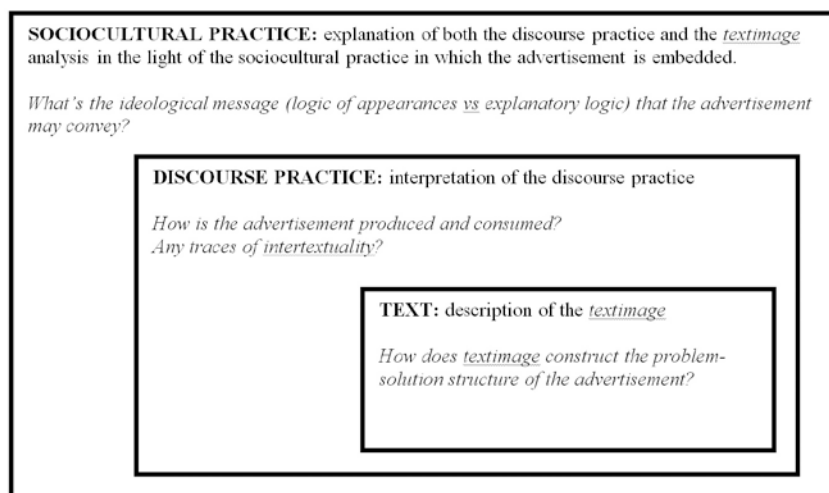 SOCIOCULTURAL PRACTICE: explanation of both the discourse practice and the textimage
analysis in the light of the sociocultural practice in which the advertisement is embedded.
What's the ideological message (logic of appearances vs explanatory logic) that the advertisement
may convey?
DISCOURSE PRACTICE: interpretation of the discourse practice
How is the advertisement produced and consumed?
Any traces of intertextuality?
TEXT: description of the textimage
How does textimage construct the problem-
solution structure of the advertisement?